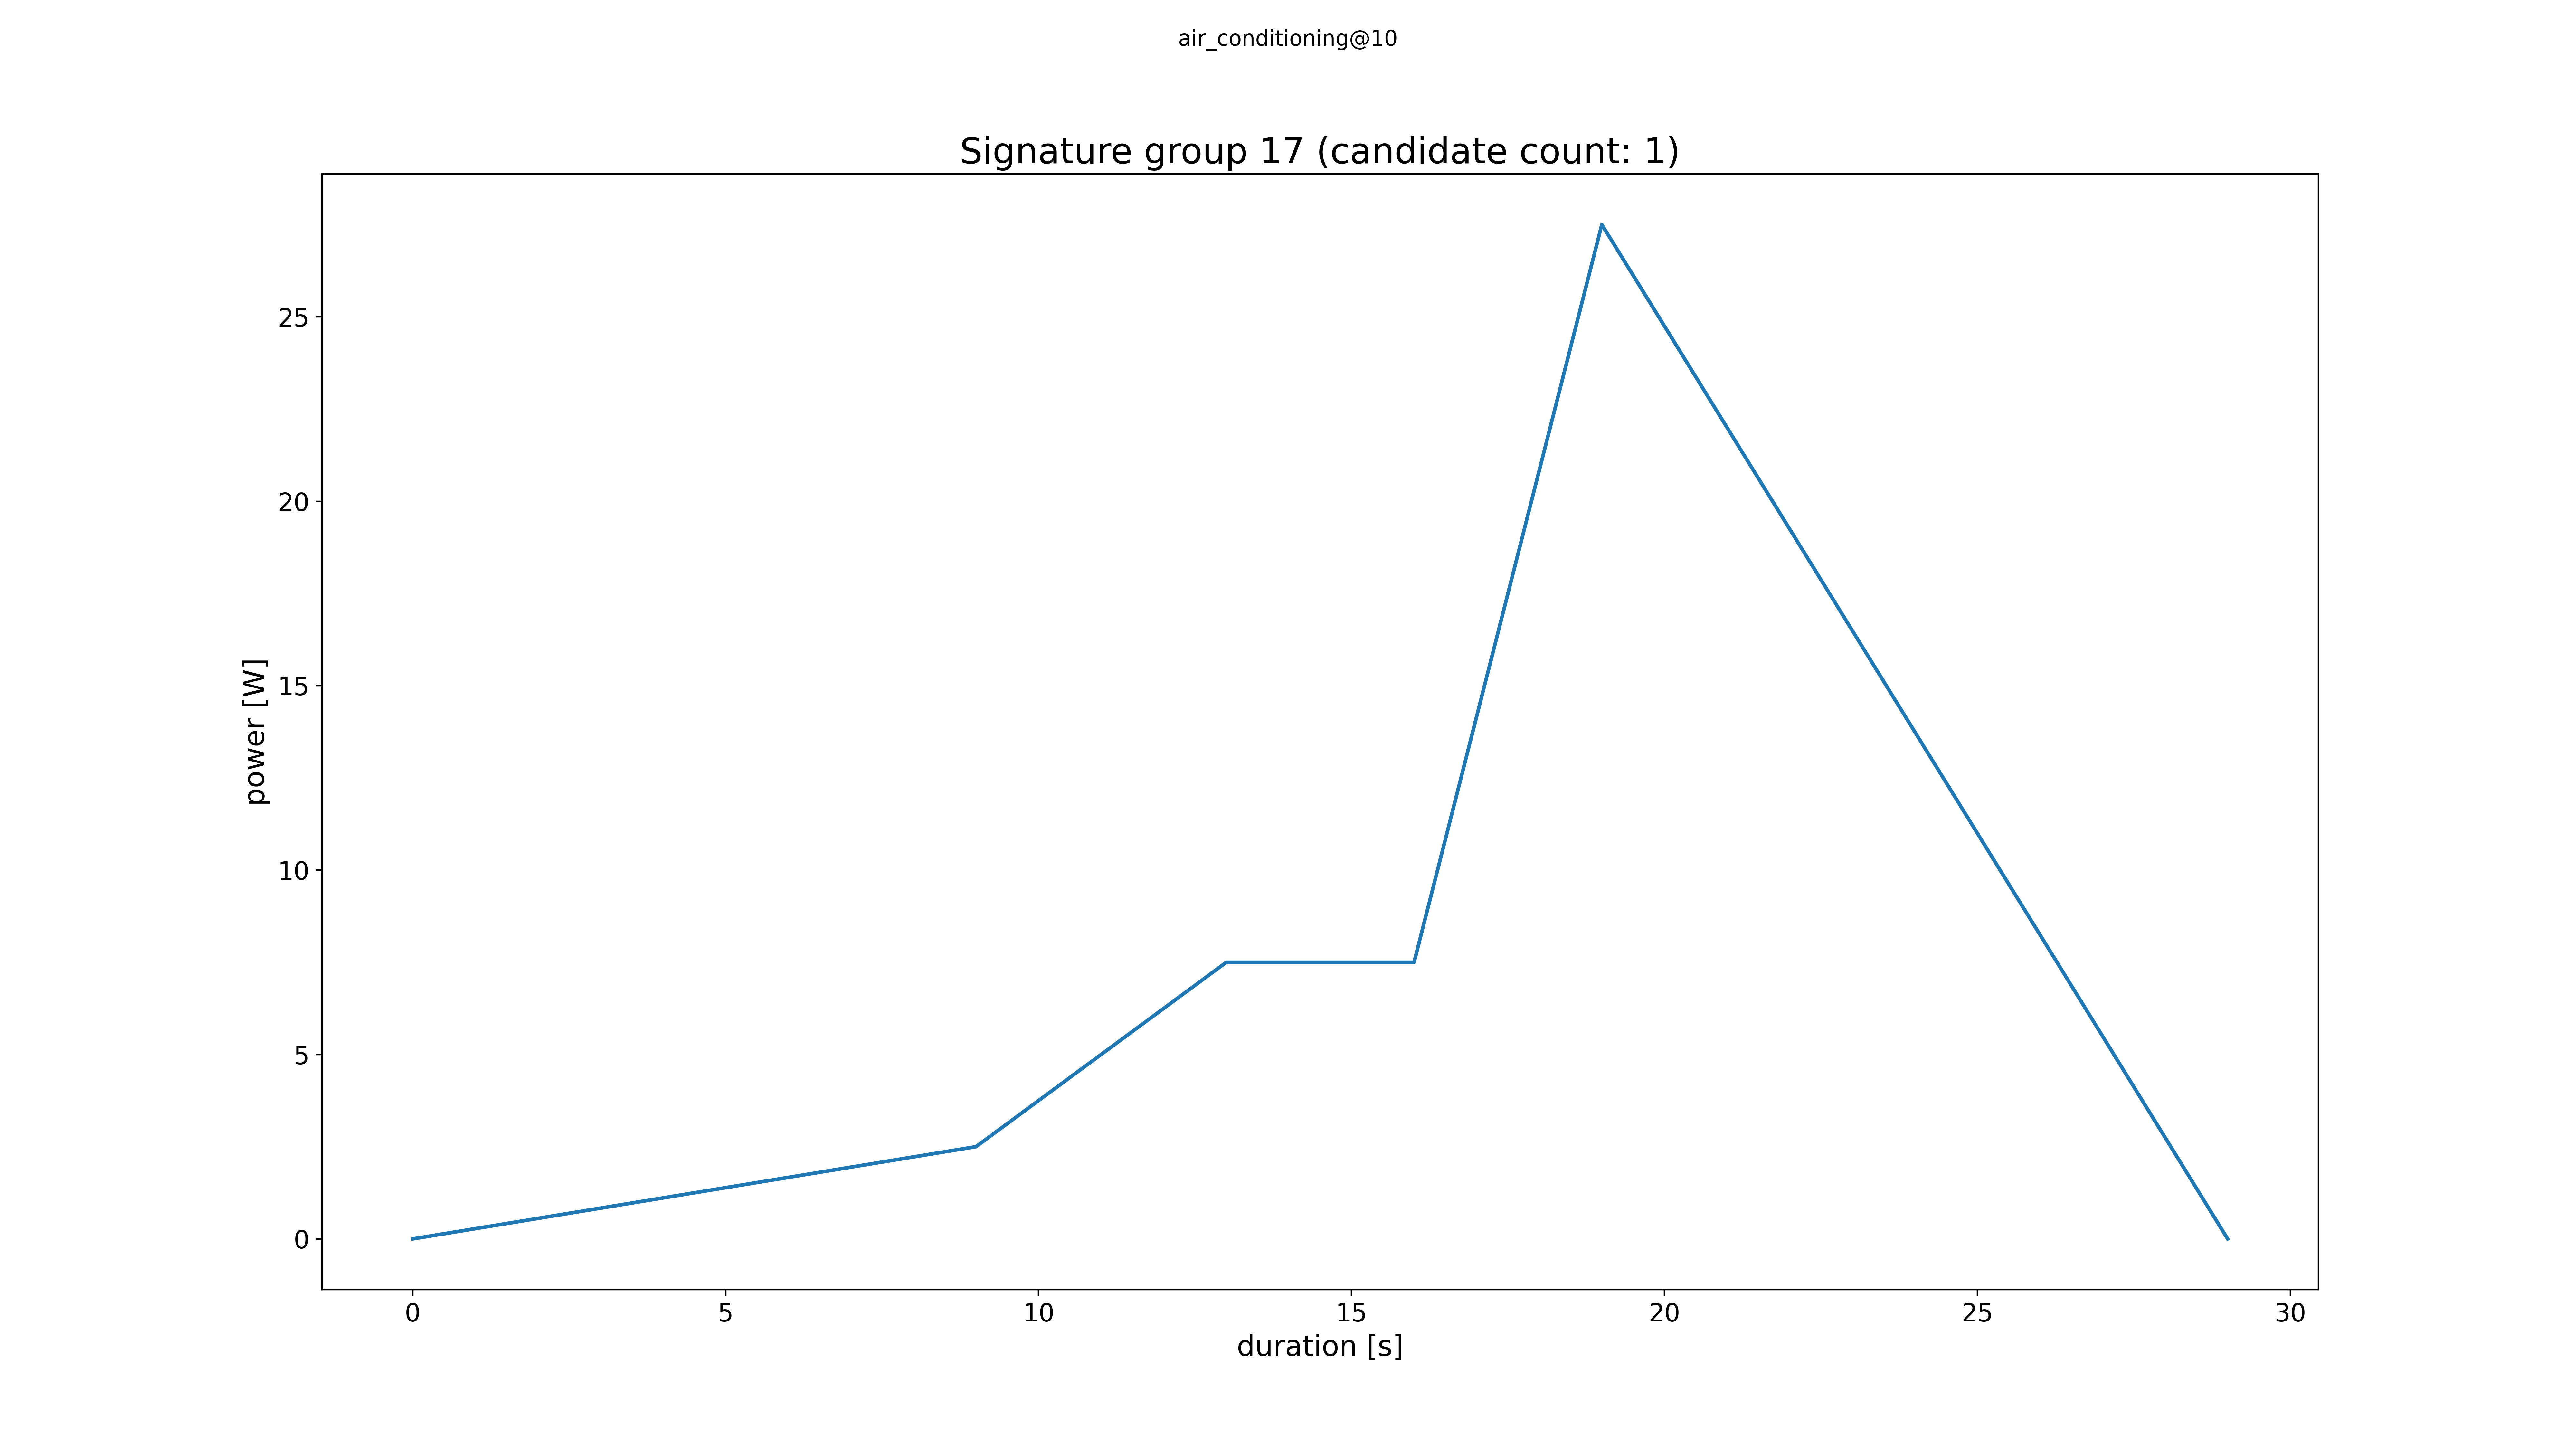 air_conditioning@10
Signature group 17 (candidate count: 1)
25
20
15
10
5
0
power [W]
0 5 10 15 20 25 30
duration [s]